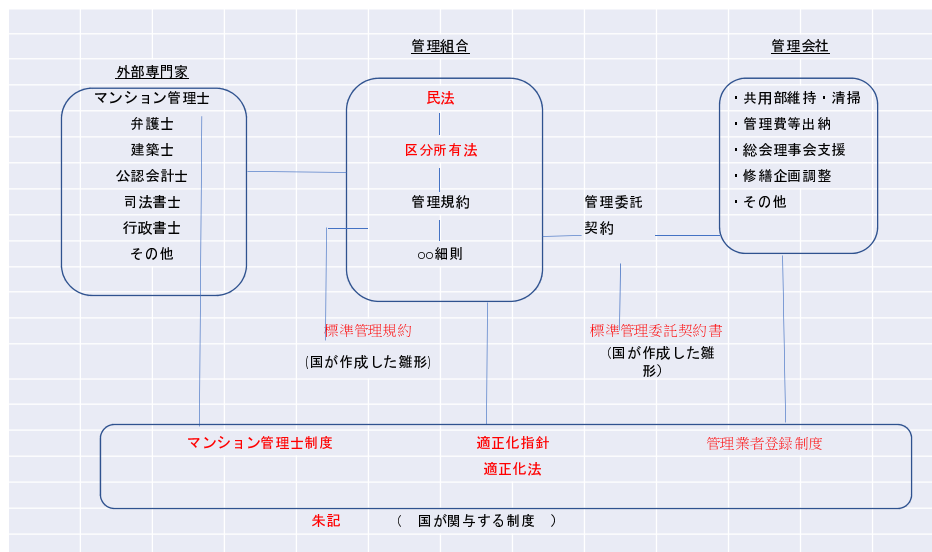 外部専門家
マンション管理士
弁護士
建築士
公認会計士
司法書士
行政書士
その他
管理組合
民法
区分所有法
管理規約
○○細則
管理委託
契約
管理会社
・共用部維持・清掃
・管理費等出納
・総会理事会支援
・修繕企画調整
・その他
標準管理規約
(国が作成した雛形)
標準管理委託契約書
（国が作成した雛
形）
マンション管理士制度
適正化指針
適正化法
管理業者登録制度
朱記 （ 国が関与する制度 ）